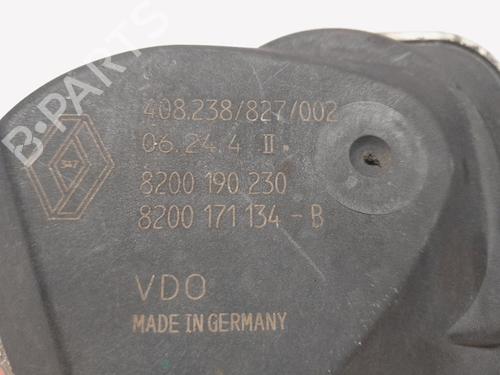 408.238/827/002
06.24.4 II.
347
8200 190 230
8200 171 134 - B
VDO
MADE IN GERMANY
B-PARTS